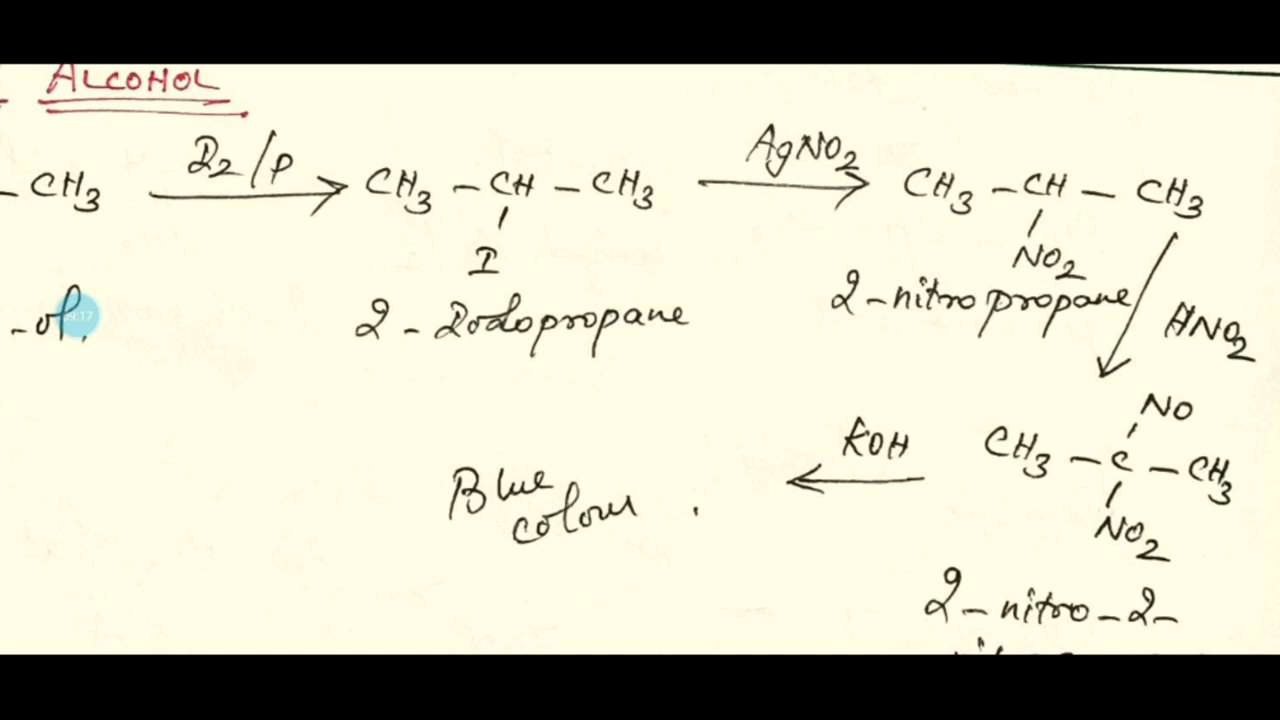 ALCOHOL
- CH3 I2/P CH3 - CH - CH3 AgNO2 CH3 - CH - CH3
I NO2
-ol. 2 - Iodopropane 2-nitropropane HNO2
NO
Blue colour . KOH CH3 - C - CH3
NO2
2-nitro-2-